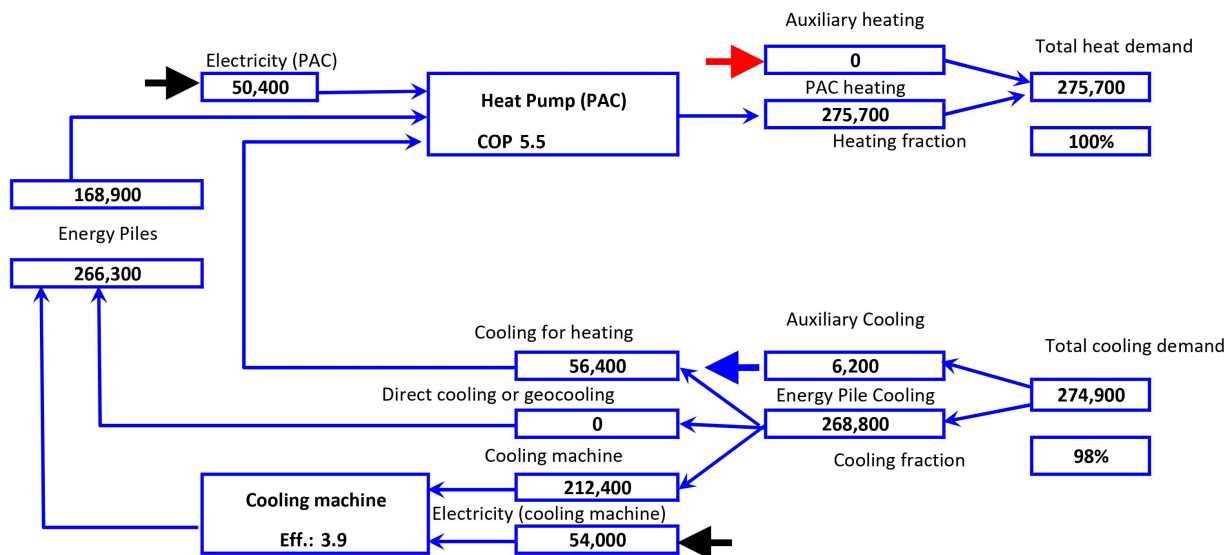 Auxiliary heating
Total heat demand
Electricity (PAC)
0
50,400
Heat Pump (PAC)
COP 5.5
PAC heating
275,700
275,700
Heating fraction
100%
168,900
Energy Piles
266,300
Auxiliary Cooling
Cooling for heating
Total cooling demand
56,400
6,200
Direct cooling or geocooling
Energy Pile Cooling
274,900
0
268,800
Cooling machine
Cooling fraction
98%
212,400
Cooling machine
Eff.: 3.9
Electricity (cooling machine)
54,000